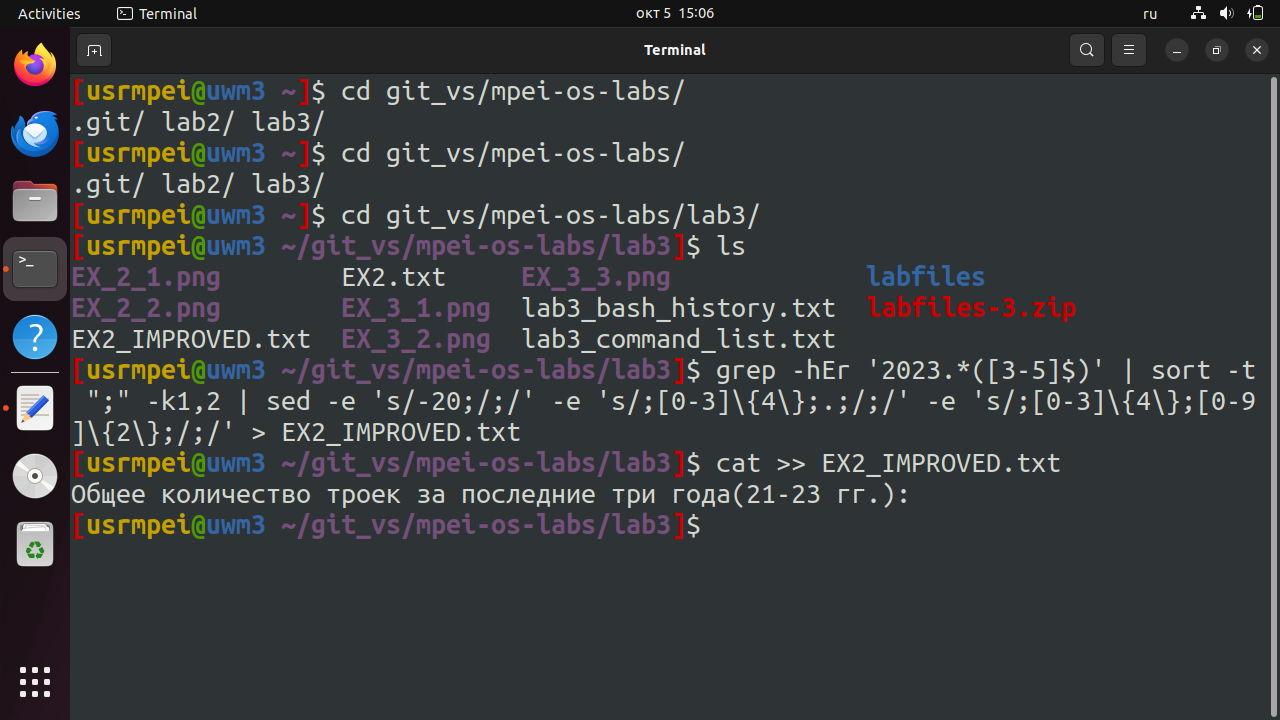 Activities Terminal окт 5 15:06 ru
Terminal
[usrmpei@uwm3 ~]$ cd git_vs/mpei-os-labs/
.git/ lab2/ lab3/
[usrmpei@uwm3 ~]$ cd git_vs/mpei-os-labs/
.git/ lab2/ lab3/
[usrmpei@uwm3 ~]$ cd git_vs/mpei-os-labs/lab3/
[usrmpei@uwm3 ~/git_vs/mpei-os-labs/lab3]$ ls
EX_2_1.png EX2.txt EX_3_3.png labfiles
EX_2_2.png EX_3_1.png lab3_bash_history.txt labfiles-3.zip
EX2_IMPROVED.txt EX_3_2.png lab3_command_list.txt
[usrmpei@uwm3 ~/git_vs/mpei-os-labs/lab3]$ grep -hEr '2023.*([3-5]$)' | sort -t
 ";" -k1,2 | sed -e 's/-20;/;/' -e 's/;[0-3]\{4\};.;/;/' -e 's/;[0-3]\{4\};[0-9
]\{2\};/;/' > EX2_IMPROVED.txt
[usrmpei@uwm3 ~/git_vs/mpei-os-labs/lab3]$ cat >> EX2_IMPROVED.txt
Общее количество троек за последние три года(21-23 гг.):
[usrmpei@uwm3 ~/git_vs/mpei-os-labs/lab3]$